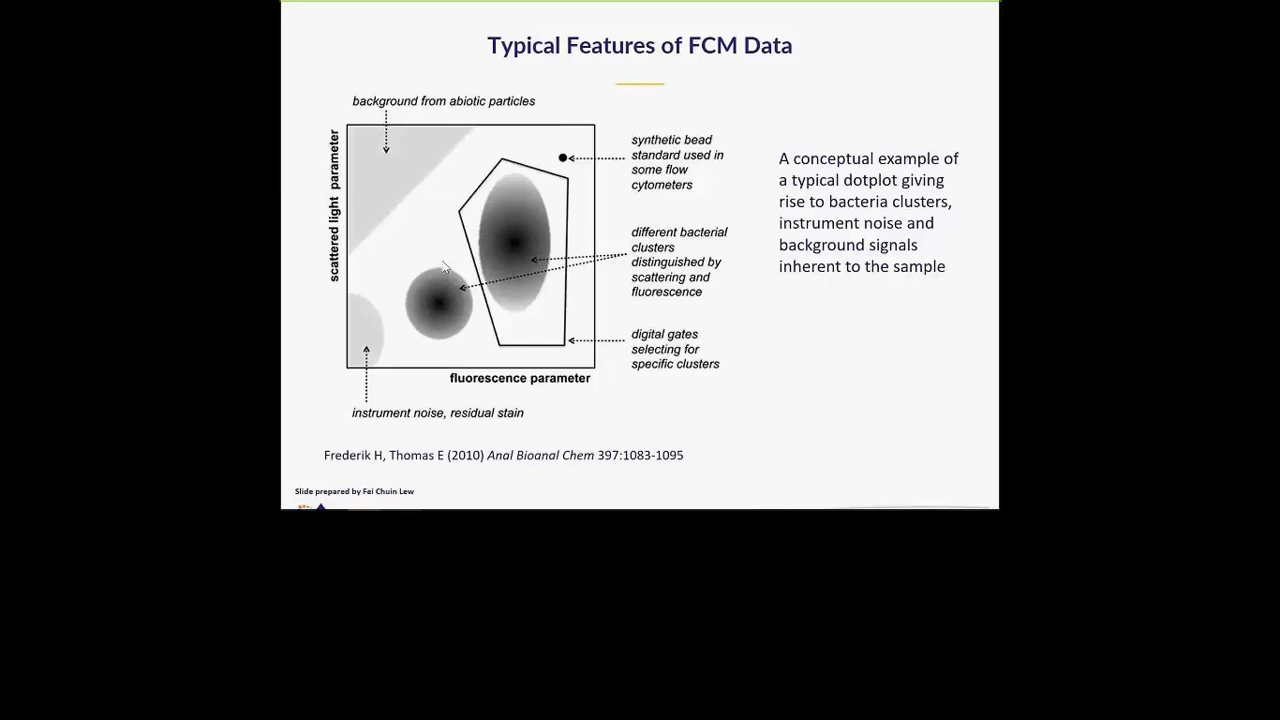 Typical Features of FCM Data
background from abiotic particles
scattered light parameter
synthetic bead
standard used in
some flow
cytometers
different bacterial
clusters
distinguished by
scattering and
fluorescence
digital gates
selecting for
specific clusters
fluorescence parameter
instrument noise, residual stain
A conceptual example of
a typical dotplot giving
rise to bacteria clusters,
instrument noise and
background signals
inherent to the sample
Frederik H, Thomas E (2010) Anal Bioanal Chem 397:1083-1095
Slide prepared by Fei Chuin Lew